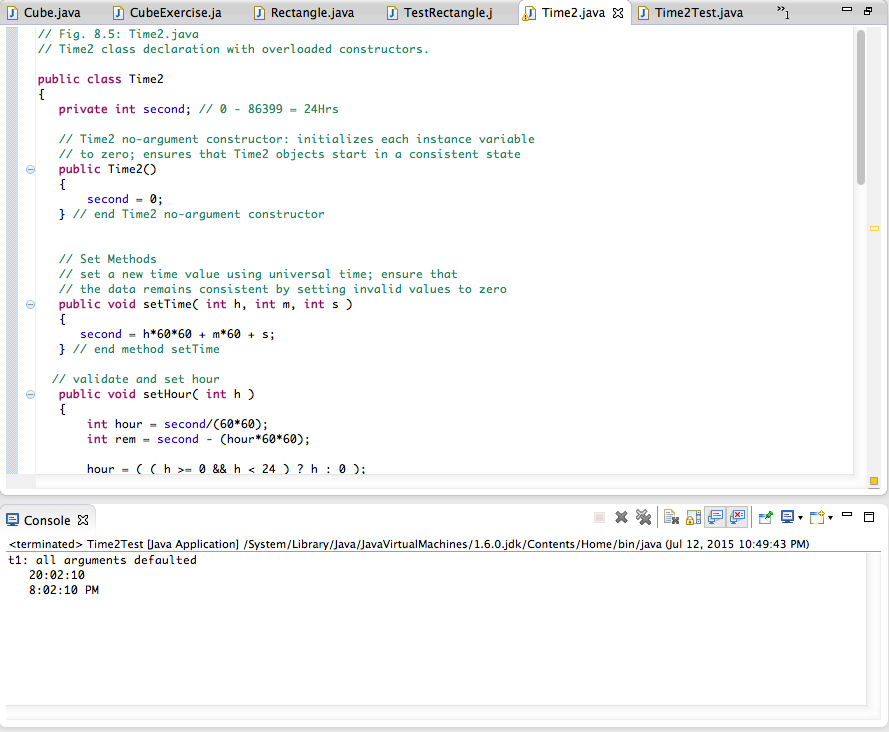 Cube.java CubeExercise.ja Rectangle.java TestRectangle.j Time2.java Time2Test.java »1
// Fig. 8.5: Time2.java
// Time2 class declaration with overloaded constructors.
public class Time2
{
private int second; // 0 - 86399 = 24Hrs
// Time2 no-argument constructor: initializes each instance variable
// to zero; ensures that Time2 objects start in a consistent state
public Time2()
{
second = 0;
} // end Time2 no-argument constructor
// Set Methods
// set a new time value using universal time; ensure that
// the data remains consistent by setting invalid values to zero
public void setTime( int h, int m, int s )
{
second = h*60*60 + m*60 + s;
} // end method setTime
// validate and set hour
public void setHour( int h )
{
int hour = second/(60*60);
int rem = second - (hour*60*60);
hour = ( ( h >= 0 && h < 24 ) ? h : 0 );
Console
<terminated> Time2Test [Java Application] /System/Library/Java/JavaVirtualMachines/1.6.0.jdk/Contents/Home/bin/java (Jul 12, 2015 10:49:43 PM)
t1: all arguments defaulted
20:02:10
8:02:10 PM